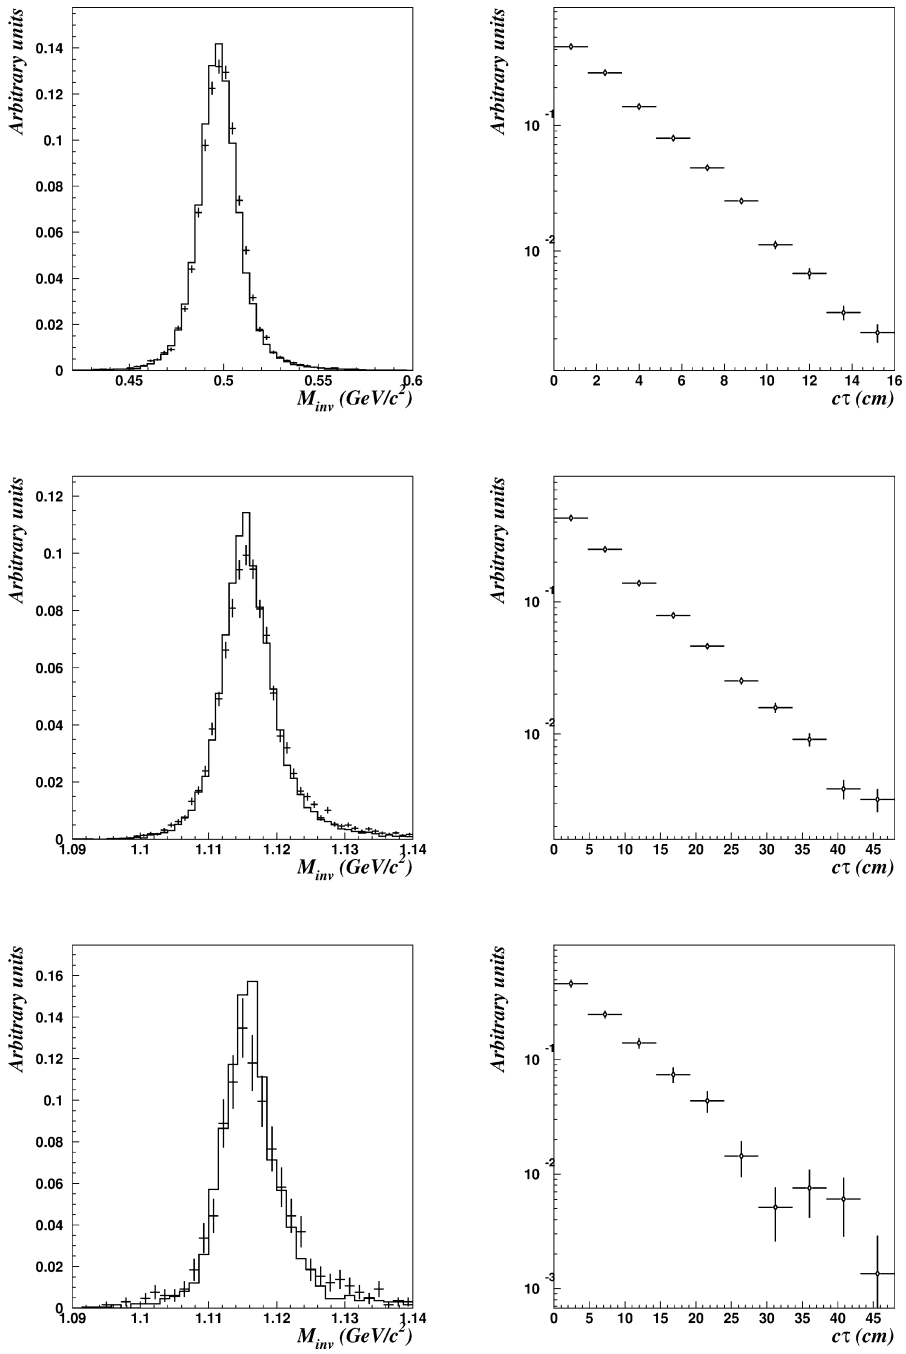 Arbitrary units
0.14
0.12
0.1
0.08
0.06
0.04
0.02
0
0.45 0.5 0.55 0.6
M_inv (GeV/c²)
Arbitrary units
10⁻¹
10⁻²
0 2 4 6 8 10 12 14 16
cτ (cm)
Arbitrary units
0.12
0.1
0.08
0.06
0.04
0.02
0
1.09 1.1 1.11 1.12 1.13 1.14
M_inv (GeV/c²)
Arbitrary units
10⁻¹
10⁻²
0 5 10 15 20 25 30 35 40 45
cτ (cm)
Arbitrary units
0.16
0.14
0.12
0.1
0.08
0.06
0.04
0.02
0
1.09 1.1 1.11 1.12 1.13 1.14
M_inv (GeV/c²)
Arbitrary units
10⁻¹
10⁻²
10⁻³
0 5 10 15 20 25 30 35 40 45
cτ (cm)